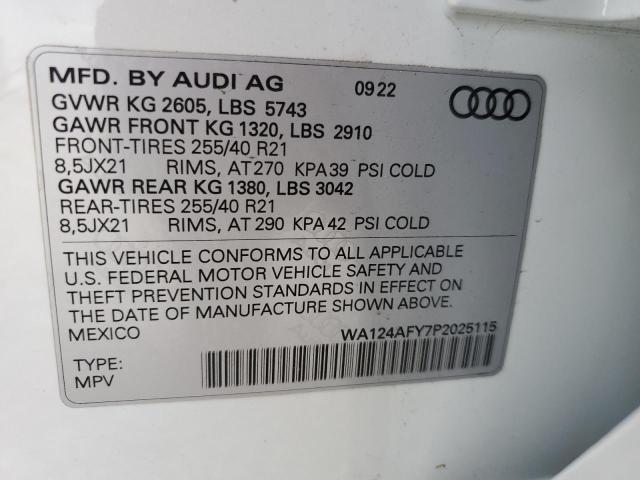 MFD. BY AUDI AG 09 22
GVWR KG 2605, LBS 5743
GAWR FRONT KG 1320, LBS 2910
FRONT-TIRES 255/40 R21
8,5JX21 RIMS, AT 270 KPA 39 PSI COLD
GAWR REAR KG 1380, LBS 3042
REAR-TIRES 255/40 R21
8,5JX21 RIMS, AT 290 KPA 42 PSI COLD
THIS VEHICLE CONFORMS TO ALL APPLICABLE
U.S. FEDERAL MOTOR VEHICLE SAFETY AND
THEFT PREVENTION STANDARDS IN EFFECT ON
THE DATE OF MANUFACTURE SHOWN ABOVE.
MEXICO WA124AFY7P2025115
TYPE:
MPV